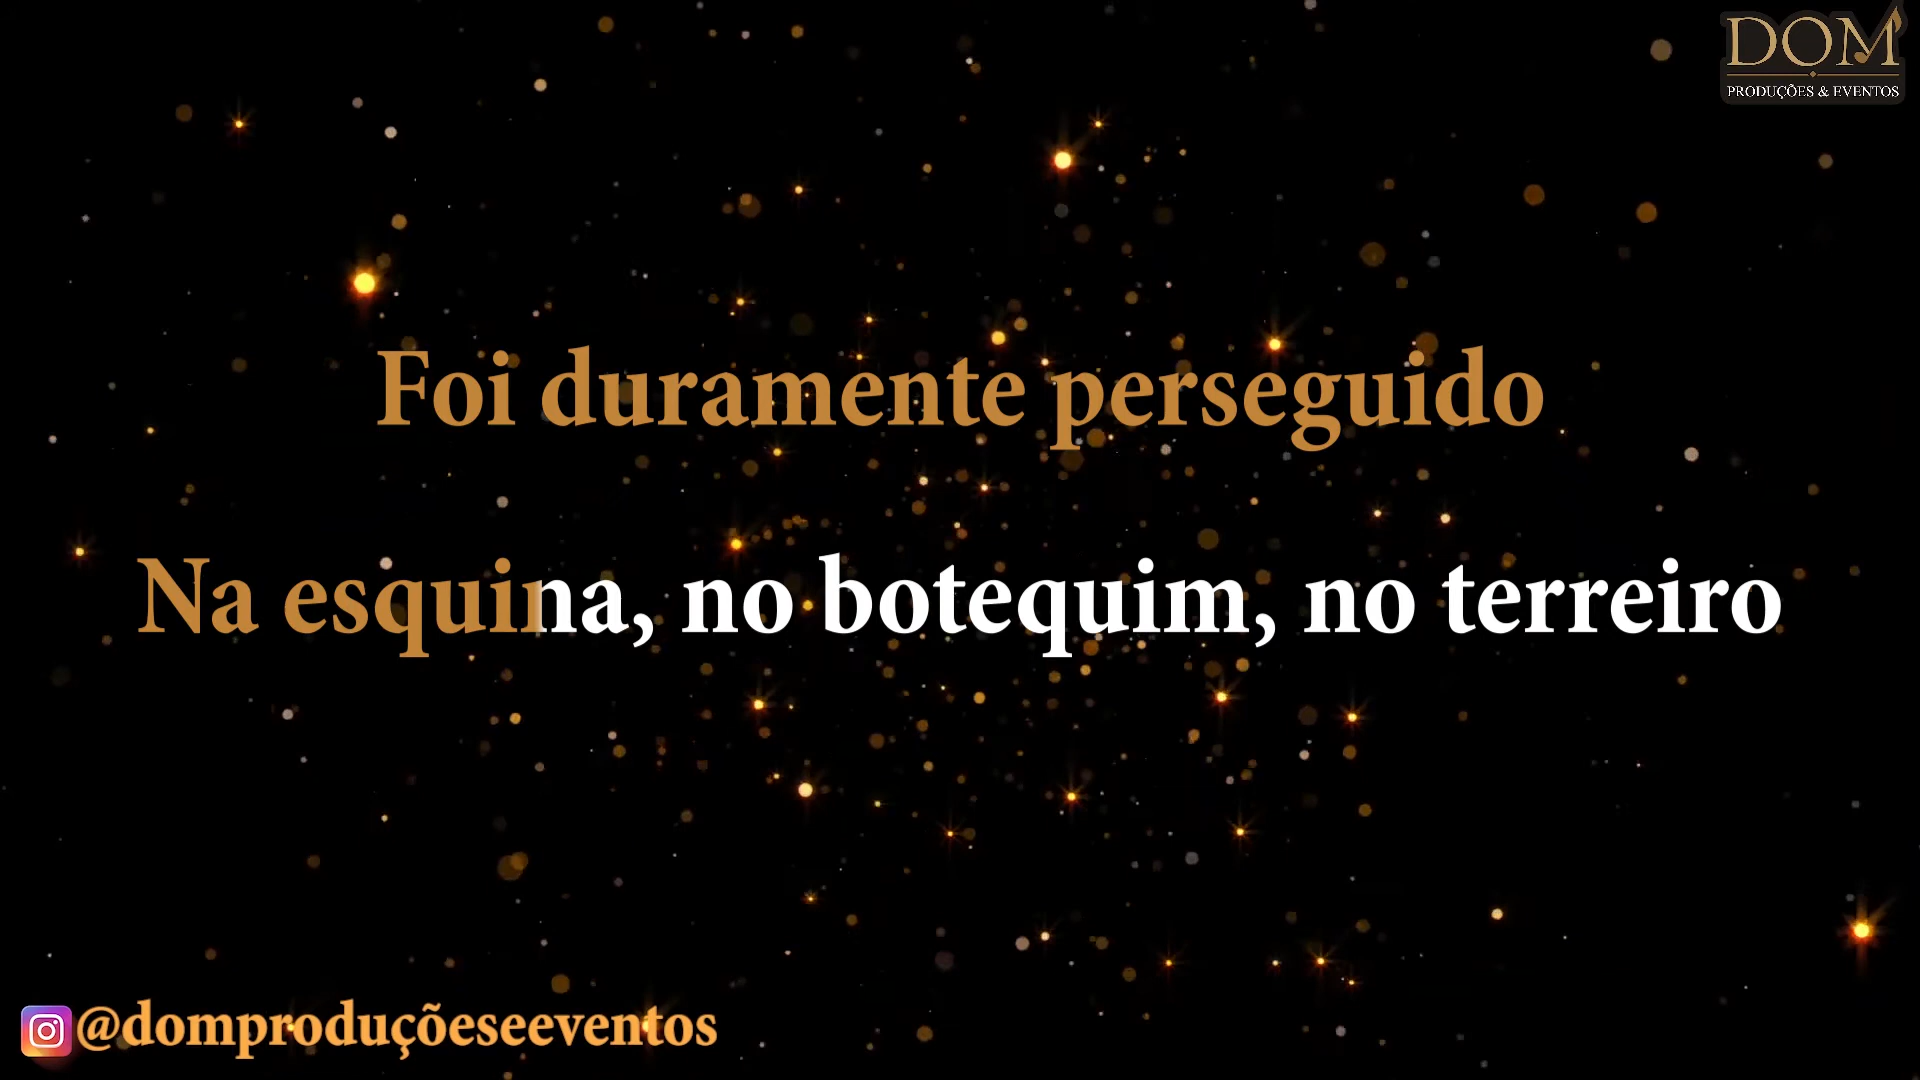 DOM
PRODUÇÕES & EVENTOS
Foi duramente perseguido
Na esquina, no botequim, no terreiro
@domproduçõeseeventos